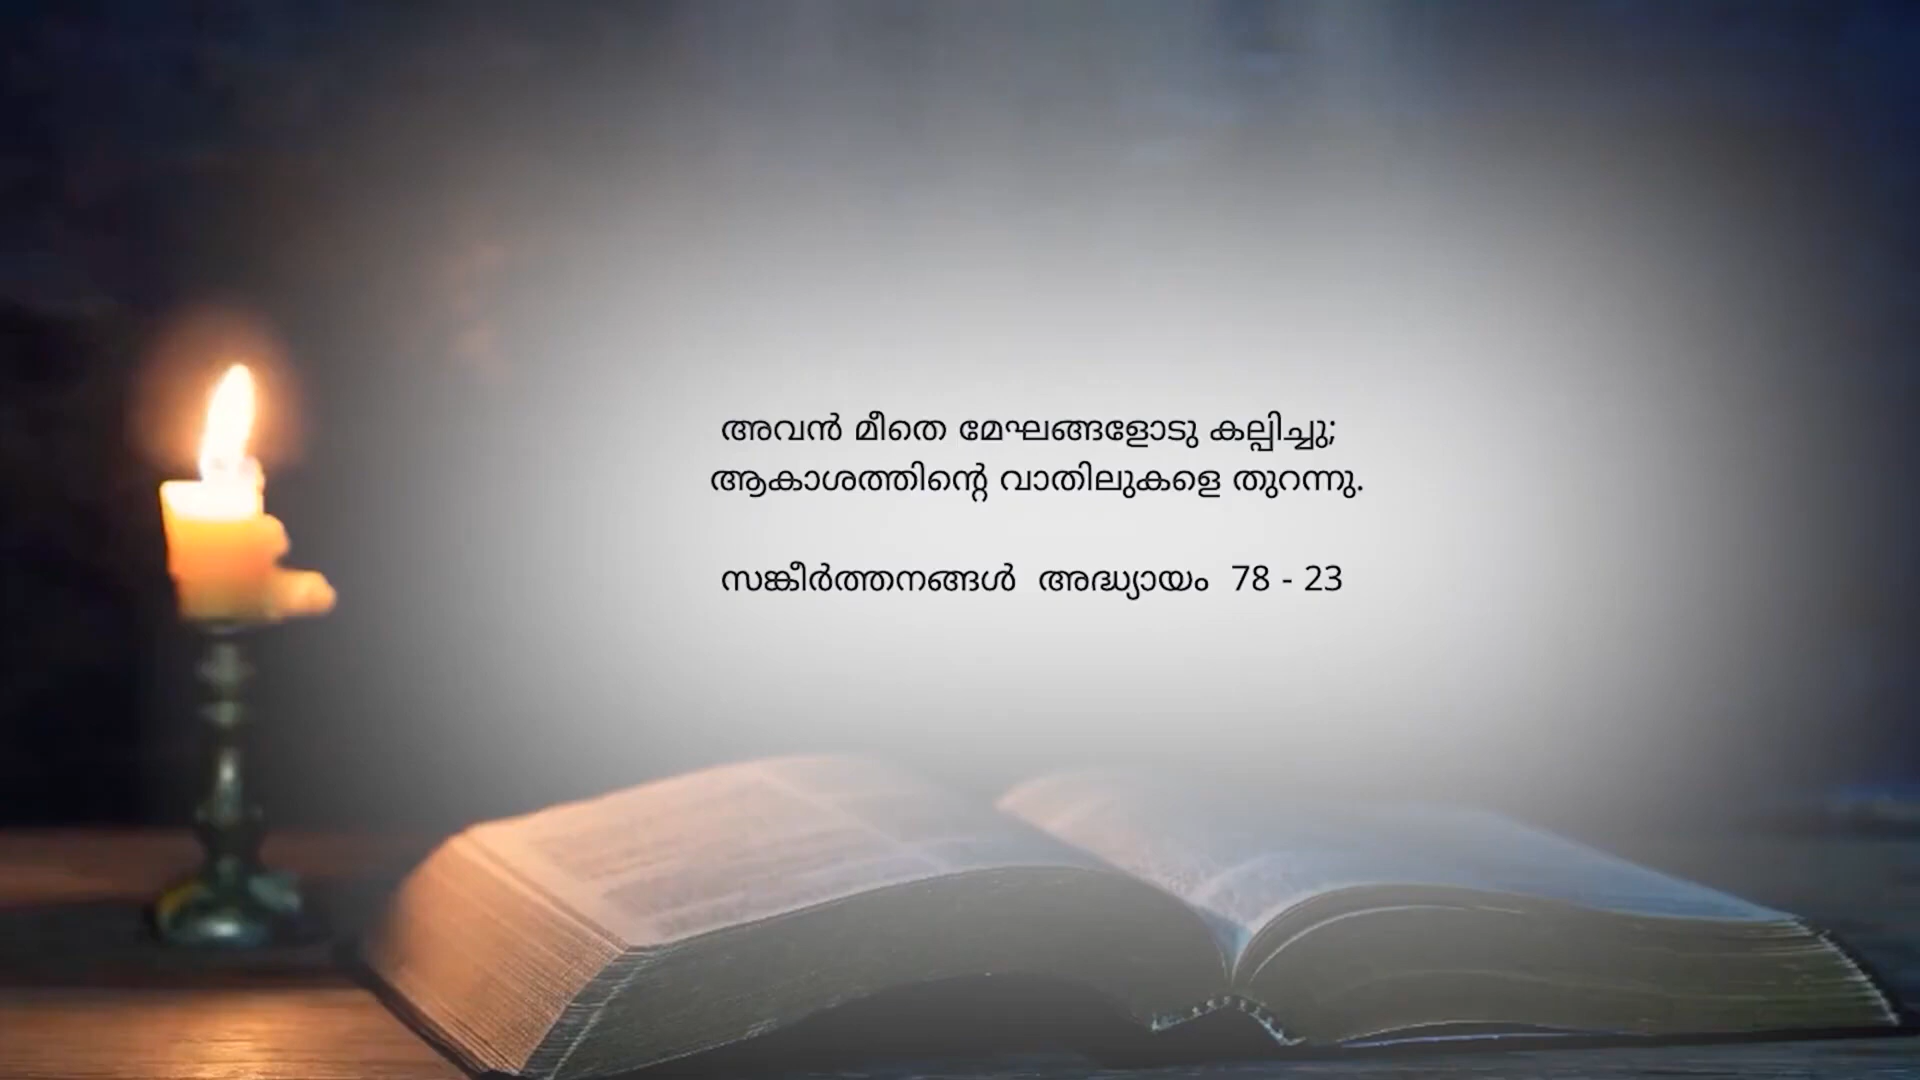 അവൻ മീതെ മേഘങ്ങളോടു കല്പിച്ചു;
ആകാശത്തിന്റെ വാതിലുകളെ തുറന്നു.
സങ്കീർത്തനങ്ങൾ അദ്ധ്യായം 78 - 23